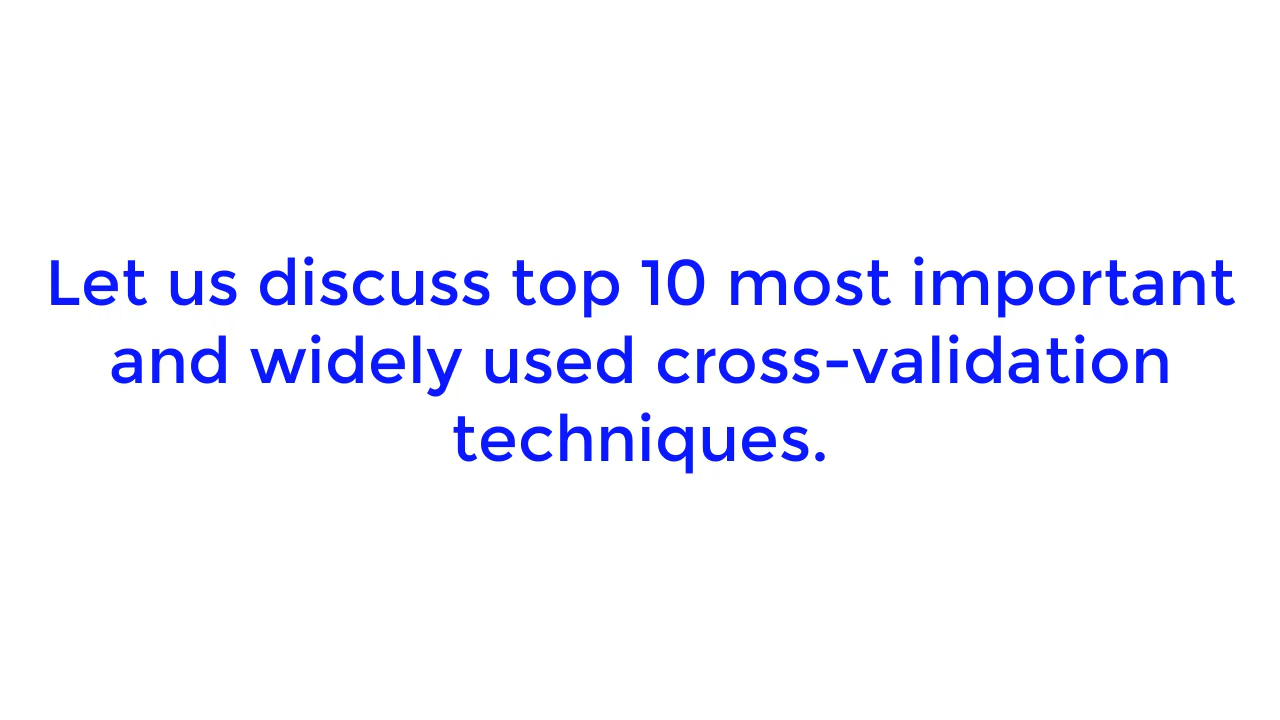 Let us discuss top 10 most important
and widely used cross-validation
techniques.